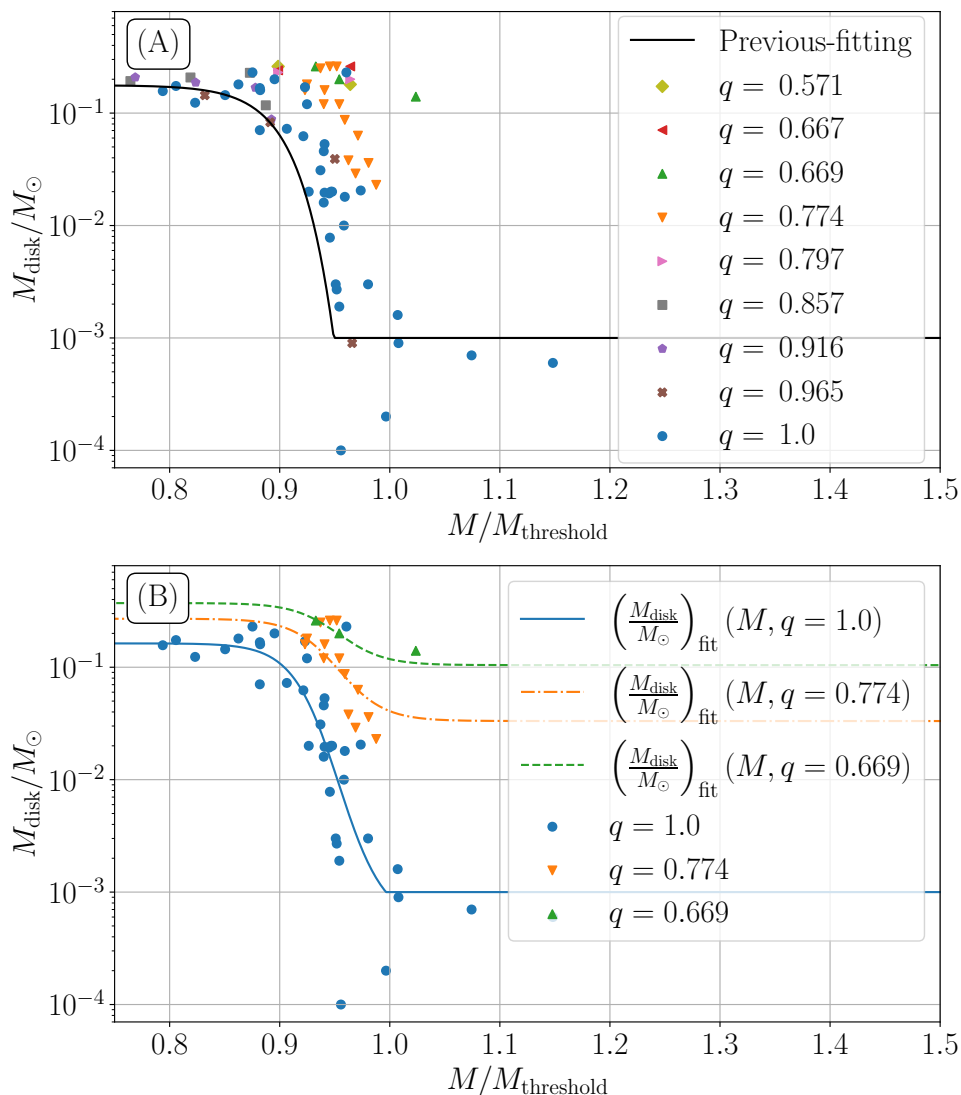 (A)
Previous-fitting
q = 0.571
q = 0.667
q = 0.669
q = 0.774
q = 0.797
q = 0.857
q = 0.916
q = 0.965
q = 1.0
M_disk/M_⊙
10^−1
10^−2
10^−3
10^−4
0.8 0.9 1.0 1.1 1.2 1.3 1.4 1.5
M/M_threshold
(B)
(M_disk/M_⊙)_fit (M, q = 1.0)
(M_disk/M_⊙)_fit (M, q = 0.774)
(M_disk/M_⊙)_fit (M, q = 0.669)
q = 1.0
q = 0.774
q = 0.669
M_disk/M_⊙
10^−1
10^−2
10^−3
10^−4
0.8 0.9 1.0 1.1 1.2 1.3 1.4 1.5
M/M_threshold